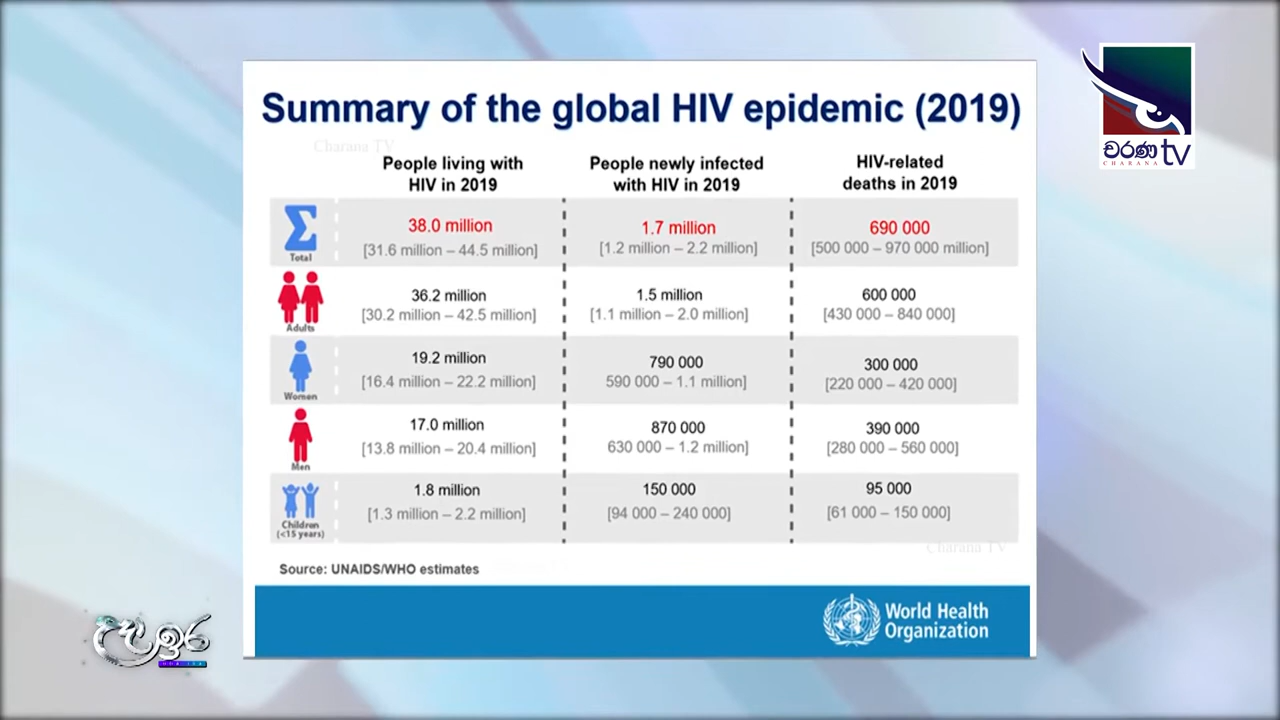 Summary of the global HIV epidemic (2019)
Charana TV
People living with
HIV in 2019
People newly infected
with HIV in 2019
HIV-related
deaths in 2019
Total
38.0 million
[31.6 million – 44.5 million]
1.7 million
[1.2 million – 2.2 million]
690 000
[500 000 – 970 000 million]
Adults
36.2 million
[30.2 million – 42.5 million]
1.5 million
[1.1 million – 2.0 million]
600 000
[430 000 – 840 000]
Women
19.2 million
[16.4 million – 22.2 million]
790 000
590 000 – 1.1 million]
300 000
[220 000 – 420 000]
Men
17.0 million
[13.8 million – 20.4 million]
870 000
630 000 – 1.2 million]
390 000
[280 000 – 560 000]
Children
(<15 years)
1.8 million
[1.3 million – 2.2 million]
150 000
[94 000 – 240 000]
95 000
[61 000 – 150 000]
Charana TV
Source: UNAIDS/WHO estimates
World Health
Organization
චරණ tv
CHARANA
උදා ඉර